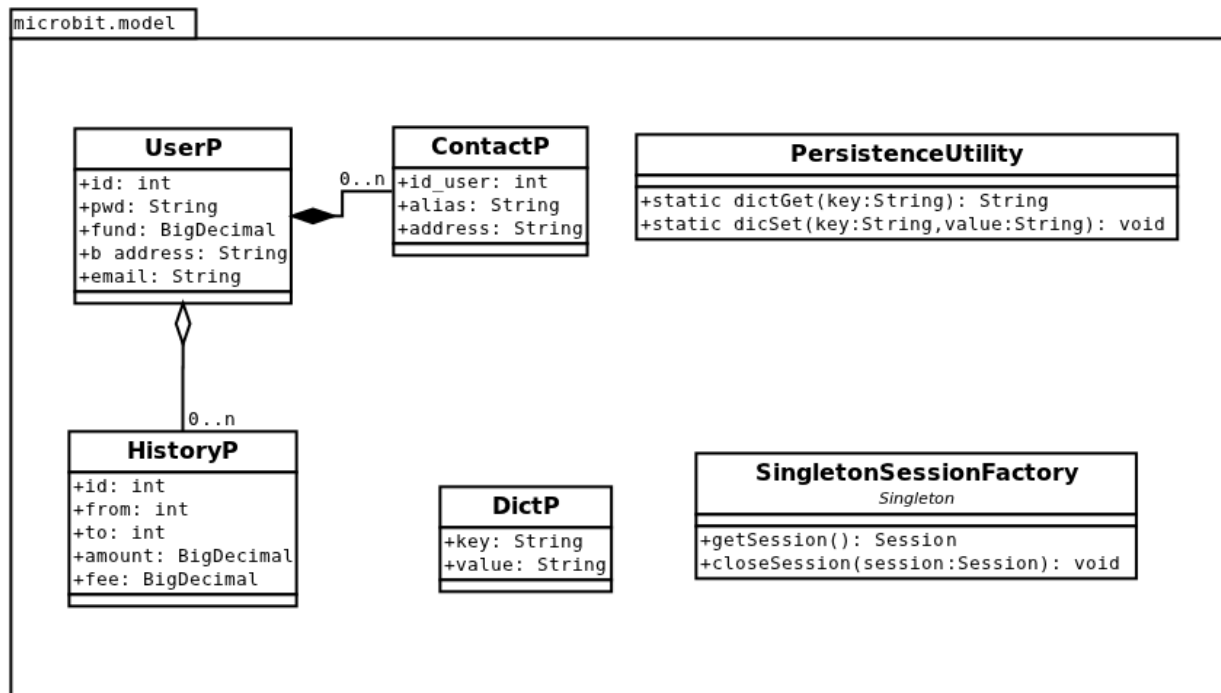 microbit.model
UserP
+id: int
+pwd: String
+fund: BigDecimal
+b address: String
+email: String
0..n
ContactP
+id_user: int
+alias: String
+address: String
PersistenceUtility
+static dictGet(key:String): String
+static dicSet(key:String,value:String): void
0..n
HistoryP
+id: int
+from: int
+to: int
+amount: BigDecimal
+fee: BigDecimal
DictP
+key: String
+value: String
SingletonSessionFactory
Singleton
+getSession(): Session
+closeSession(session:Session): void